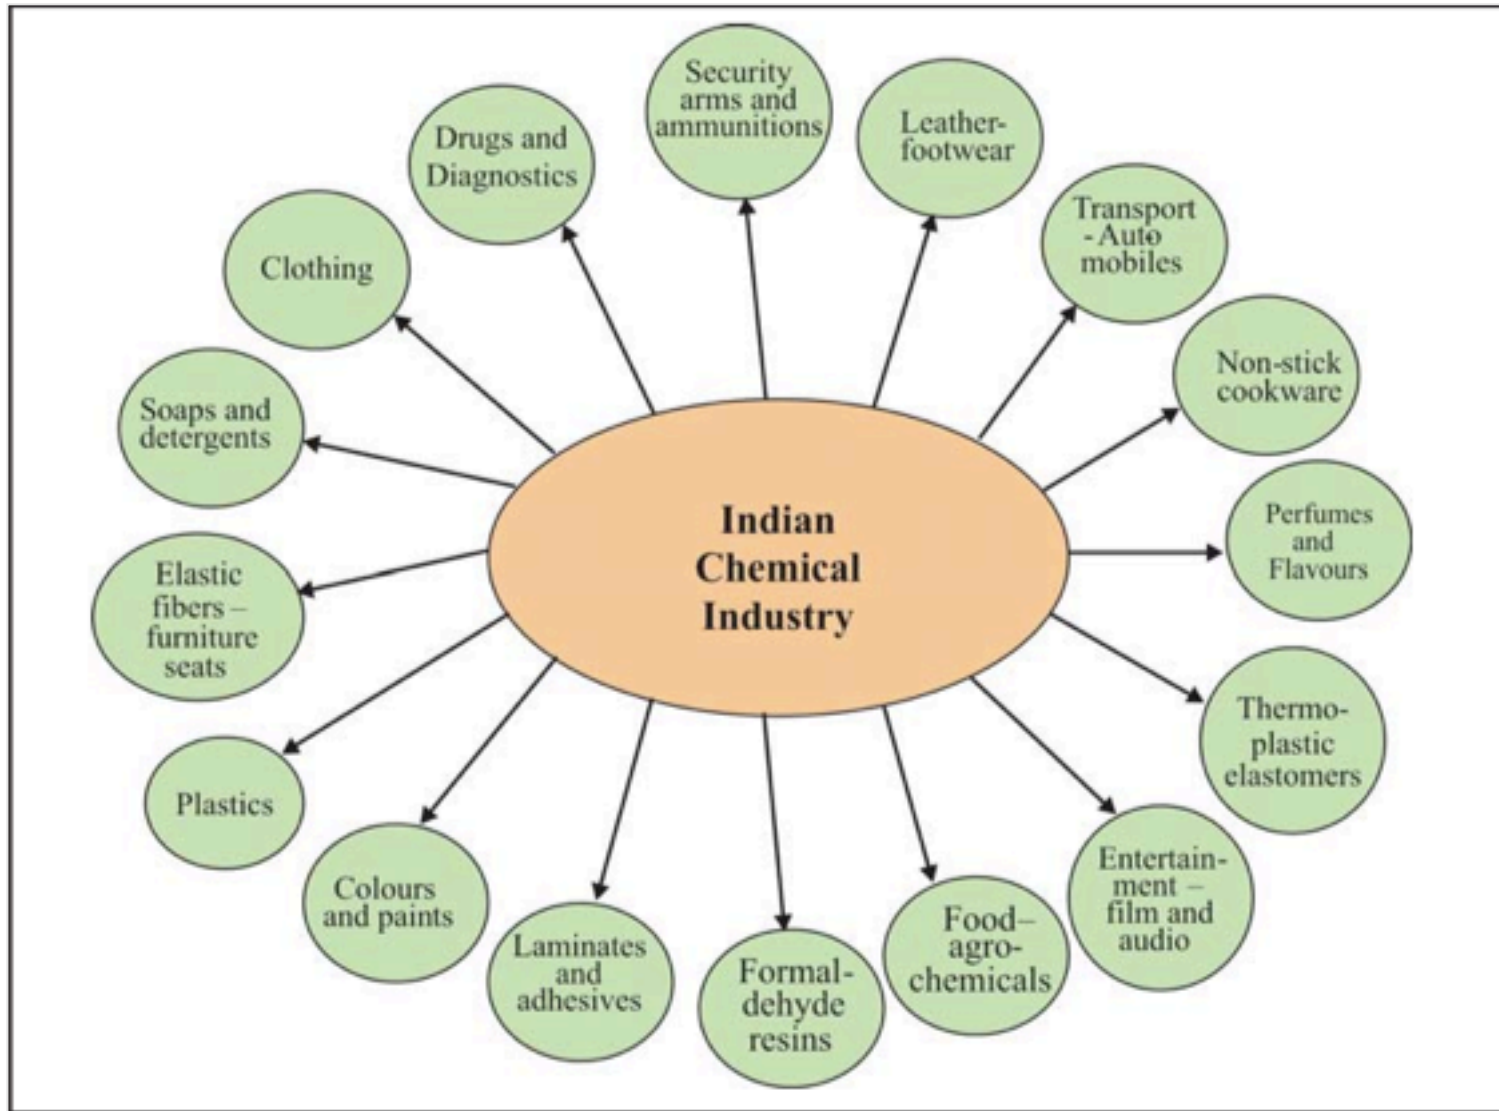 Security
arms and
ammunitions
Leather-
footwear
Transport
- Auto
mobiles
Non-stick
cookware
Perfumes
and
Flavours
Thermo-
plastic
elastomers
Entertain-
ment –
film and
audio
Food–
agro-
chemicals
Formal-
dehyde
resins
Laminates
and
adhesives
Colours
and paints
Plastics
Elastic
fibers –
furniture
seats
Soaps and
detergents
Clothing
Drugs and
Diagnostics
Indian
Chemical
Industry